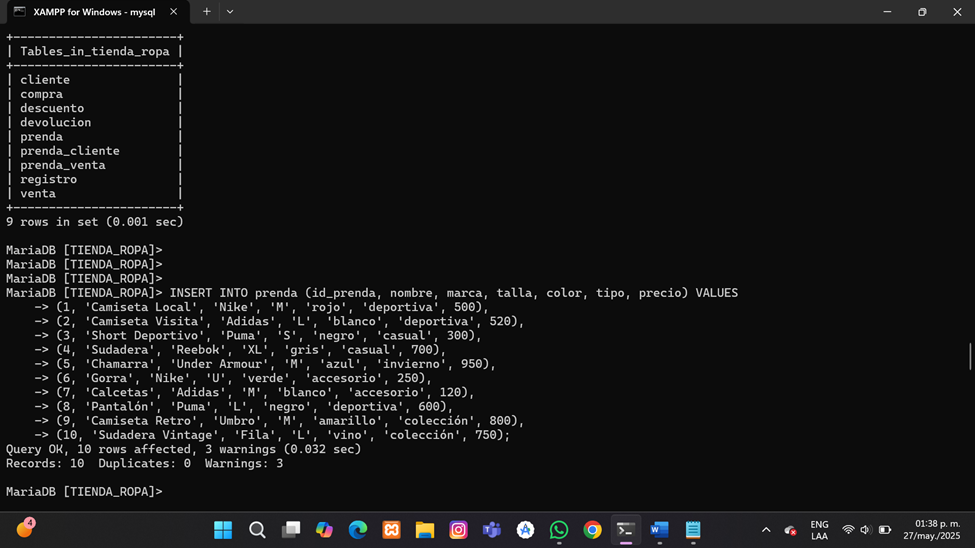 XAMPP for Windows - mysql
+-----------------------+
| Tables_in_tienda_ropa |
+-----------------------+
| cliente               |
| compra                |
| descuento             |
| devolucion            |
| prenda                |
| prenda_cliente        |
| prenda_venta          |
| registro              |
| venta                 |
+-----------------------+
9 rows in set (0.001 sec)
MariaDB [TIENDA_ROPA]>
MariaDB [TIENDA_ROPA]>
MariaDB [TIENDA_ROPA]>
MariaDB [TIENDA_ROPA]> INSERT INTO prenda (id_prenda, nombre, marca, talla, color, tipo, precio) VALUES
    -> (1, 'Camiseta Local', 'Nike', 'M', 'rojo', 'deportiva', 500),
    -> (2, 'Camiseta Visita', 'Adidas', 'L', 'blanco', 'deportiva', 520),
    -> (3, 'Short Deportivo', 'Puma', 'S', 'negro', 'casual', 300),
    -> (4, 'Sudadera', 'Reebok', 'XL', 'gris', 'casual', 700),
    -> (5, 'Chamarra', 'Under Armour', 'M', 'azul', 'invierno', 950),
    -> (6, 'Gorra', 'Nike', 'U', 'verde', 'accesorio', 250),
    -> (7, 'Calcetas', 'Adidas', 'M', 'blanco', 'accesorio', 120),
    -> (8, 'Pantalón', 'Puma', 'L', 'negro', 'deportiva', 600),
    -> (9, 'Camiseta Retro', 'Umbro', 'M', 'amarillo', 'colección', 800),
    -> (10, 'Sudadera Vintage', 'Fila', 'L', 'vino', 'colección', 750);
Query OK, 10 rows affected, 3 warnings (0.032 sec)
Records: 10  Duplicates: 0  Warnings: 3
MariaDB [TIENDA_ROPA]>
4
ENG
LAA
01:38 p. m.
27/may./2025